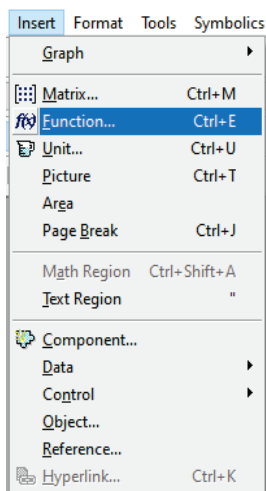 Insert Format Tools Symbolics
Graph
Matrix... Ctrl+M
f(x) Function... Ctrl+E
Unit... Ctrl+U
Picture Ctrl+T
Area
Page Break Ctrl+J
Math Region Ctrl+Shift+A
Text Region "
Component...
Data
Control
Object...
Reference...
Hyperlink... Ctrl+K